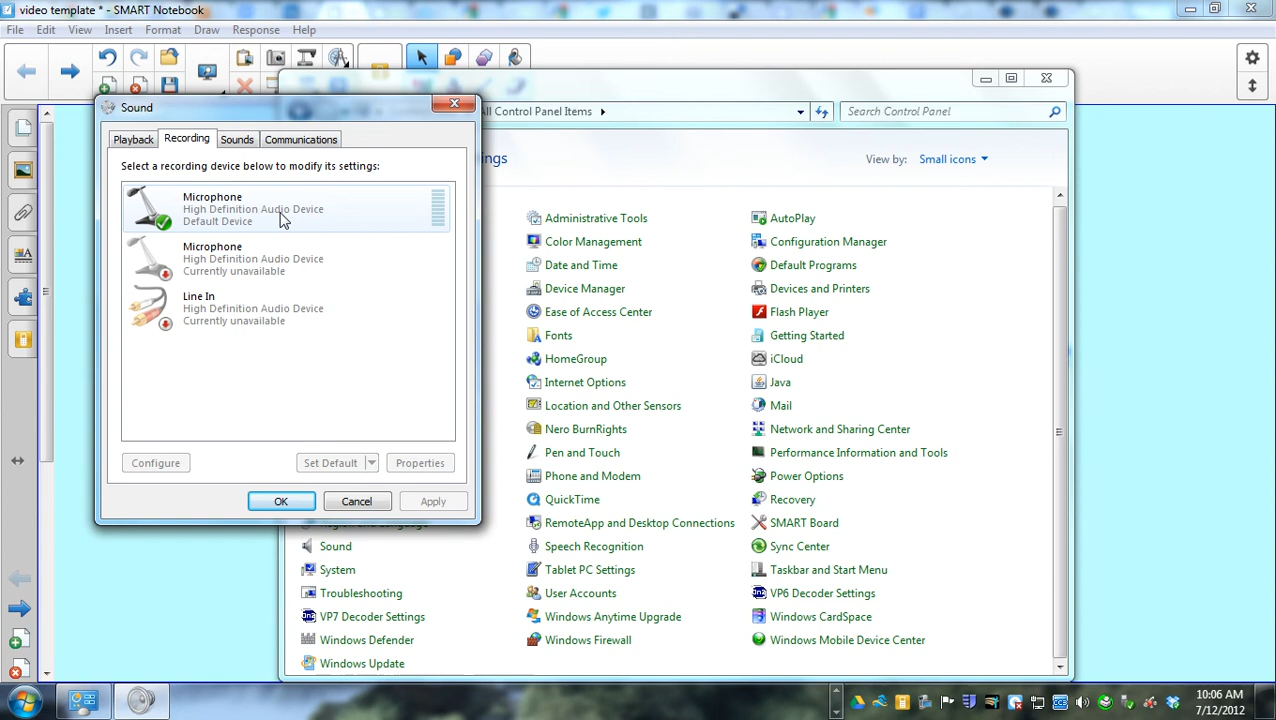 video template * - SMART Notebook
File Edit View Insert Format Draw Response Help
Sound
All Control Panel Items
Search Control Panel
Playback Recording Sounds Communications
ngs
View by: Small icons
Select a recording device below to modify its settings:
Microphone
High Definition Audio Device
Default Device
Microphone
High Definition Audio Device
Currently unavailable
Line In
High Definition Audio Device
Currently unavailable
Configure Set Default Properties
OK Cancel Apply
Administrative Tools AutoPlay
Color Management Configuration Manager
Date and Time Default Programs
Device Manager Devices and Printers
Ease of Access Center Flash Player
Fonts Getting Started
HomeGroup iCloud
Internet Options Java
Location and Other Sensors Mail
Nero BurnRights Network and Sharing Center
Pen and Touch Performance Information and Tools
Phone and Modem Power Options
QuickTime Recovery
RemoteApp and Desktop Connections SMART Board
Sound Speech Recognition Sync Center
System Tablet PC Settings Taskbar and Start Menu
Troubleshooting User Accounts VP6 Decoder Settings
VP7 Decoder Settings Windows Anytime Upgrade Windows CardSpace
Windows Defender Windows Firewall Windows Mobile Device Center
Windows Update
10:06 AM
7/12/2012